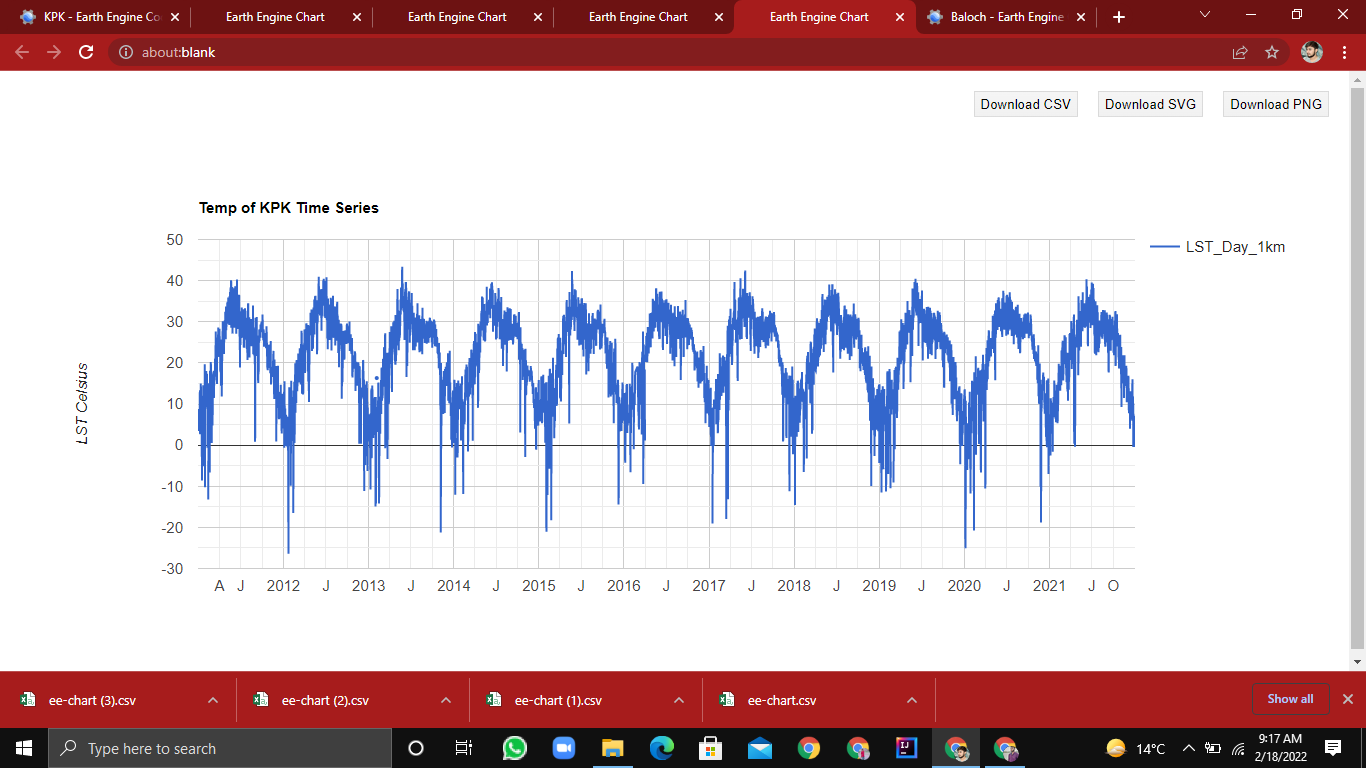 KPK - Earth Engine Co
Earth Engine Chart
Earth Engine Chart
Earth Engine Chart
Earth Engine Chart
Baloch - Earth Engine
about:blank
Download CSV
Download SVG
Download PNG
Temp of KPK Time Series
LST_Day_1km
LST Celsius
50
40
30
20
10
0
-10
-20
-30
A J 2012 J 2013 J 2014 J 2015 J 2016 J 2017 J 2018 J 2019 J 2020 J 2021 J O
ee-chart (3).csv
ee-chart (2).csv
ee-chart (1).csv
ee-chart.csv
Show all
Type here to search
14°C
9:17 AM
2/18/2022